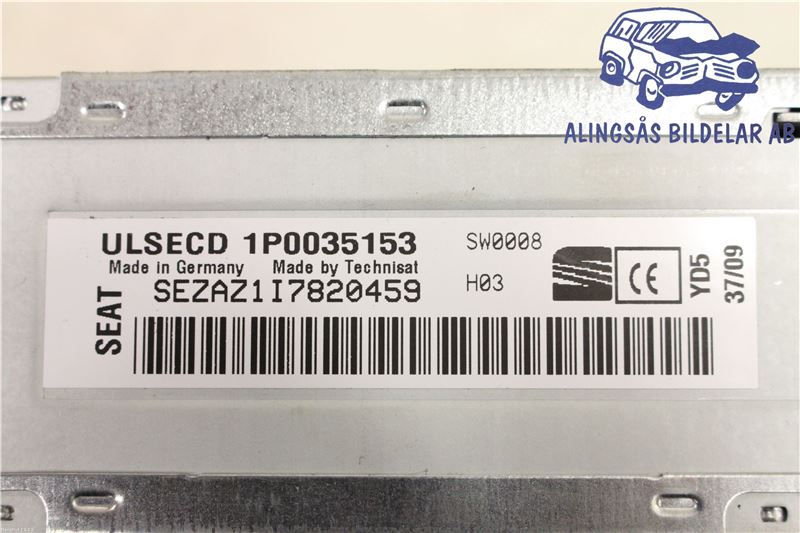 ALINGSÅS BILDELAR AB
ULSECD 1P0035153
Made in Germany Made by Technisat
SEZAZ1I7820459
SEAT
SW0008
H03
CE
YD5
37/09